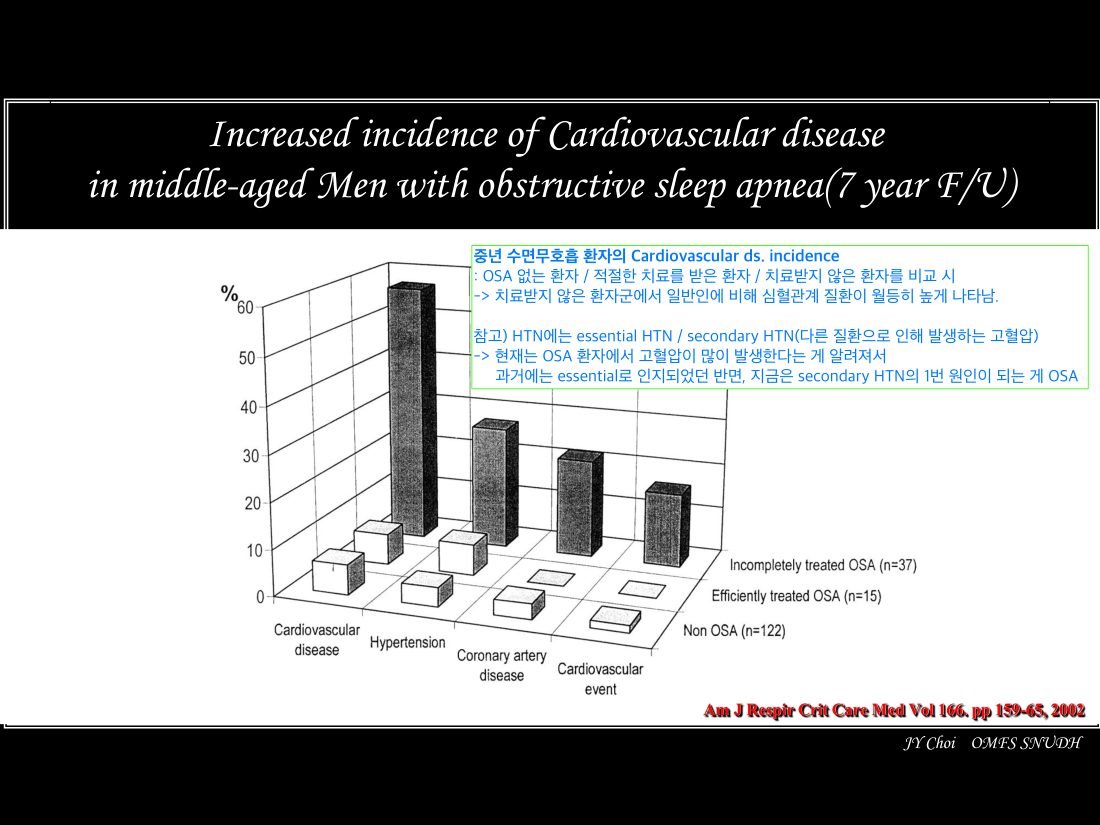 Increased incidence of Cardiovascular disease
in middle-aged Men with obstructive sleep apnea(7 year F/U)
중년 수면무호흡 환자의 Cardiovascular ds. incidence
: OSA 없는 환자 / 적절한 치료를 받은 환자 / 치료받지 않은 환자를 비교 시
-> 치료받지 않은 환자군에서 일반인에 비해 심혈관계 질환이 월등히 높게 나타남.
참고) HTN에는 essential HTN / secondary HTN(다른 질환으로 인해 발생하는 고혈압)
-> 현재는 OSA 환자에서 고혈압이 많이 발생한다는 게 알려져서
과거에는 essential로 인지되었던 반면, 지금은 secondary HTN의 1번 원인이 되는 게 OSA
%
60
50
40
30
20
10
0
Incompletely treated OSA (n=37)
Efficiently treated OSA (n=15)
Non OSA (n=122)
Cardiovascular
disease
Hypertension
Coronary artery
disease
Cardiovascular
event
Am J Respir Crit Care Med Vol 166. pp 159-65, 2002
JY Choi OMFS SNUDH